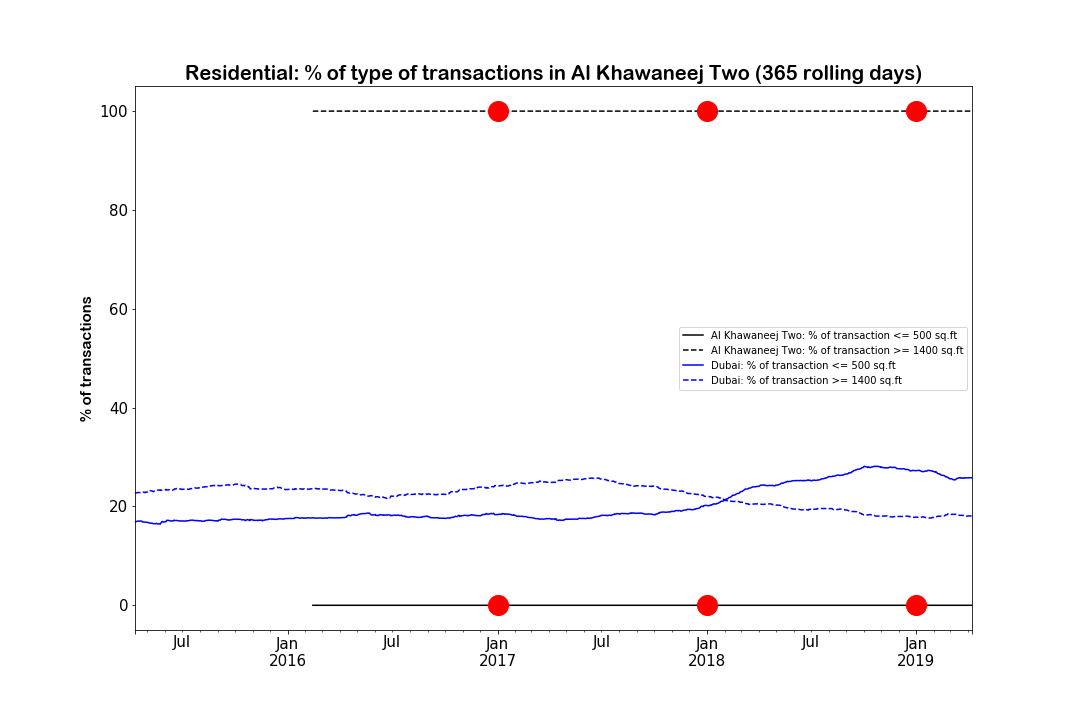 Residential: % of type of transactions in Al Khawaneej Two (365 rolling days)
% of transactions
100
80
60
40
20
0
Al Khawaneej Two: % of transaction <= 500 sq.ft
Al Khawaneej Two: % of transaction >= 1400 sq.ft
Dubai: % of transaction <= 500 sq.ft
Dubai: % of transaction >= 1400 sq.ft
Jul Jan Jul Jan Jul Jan Jul Jan
2016 2017 2018 2019